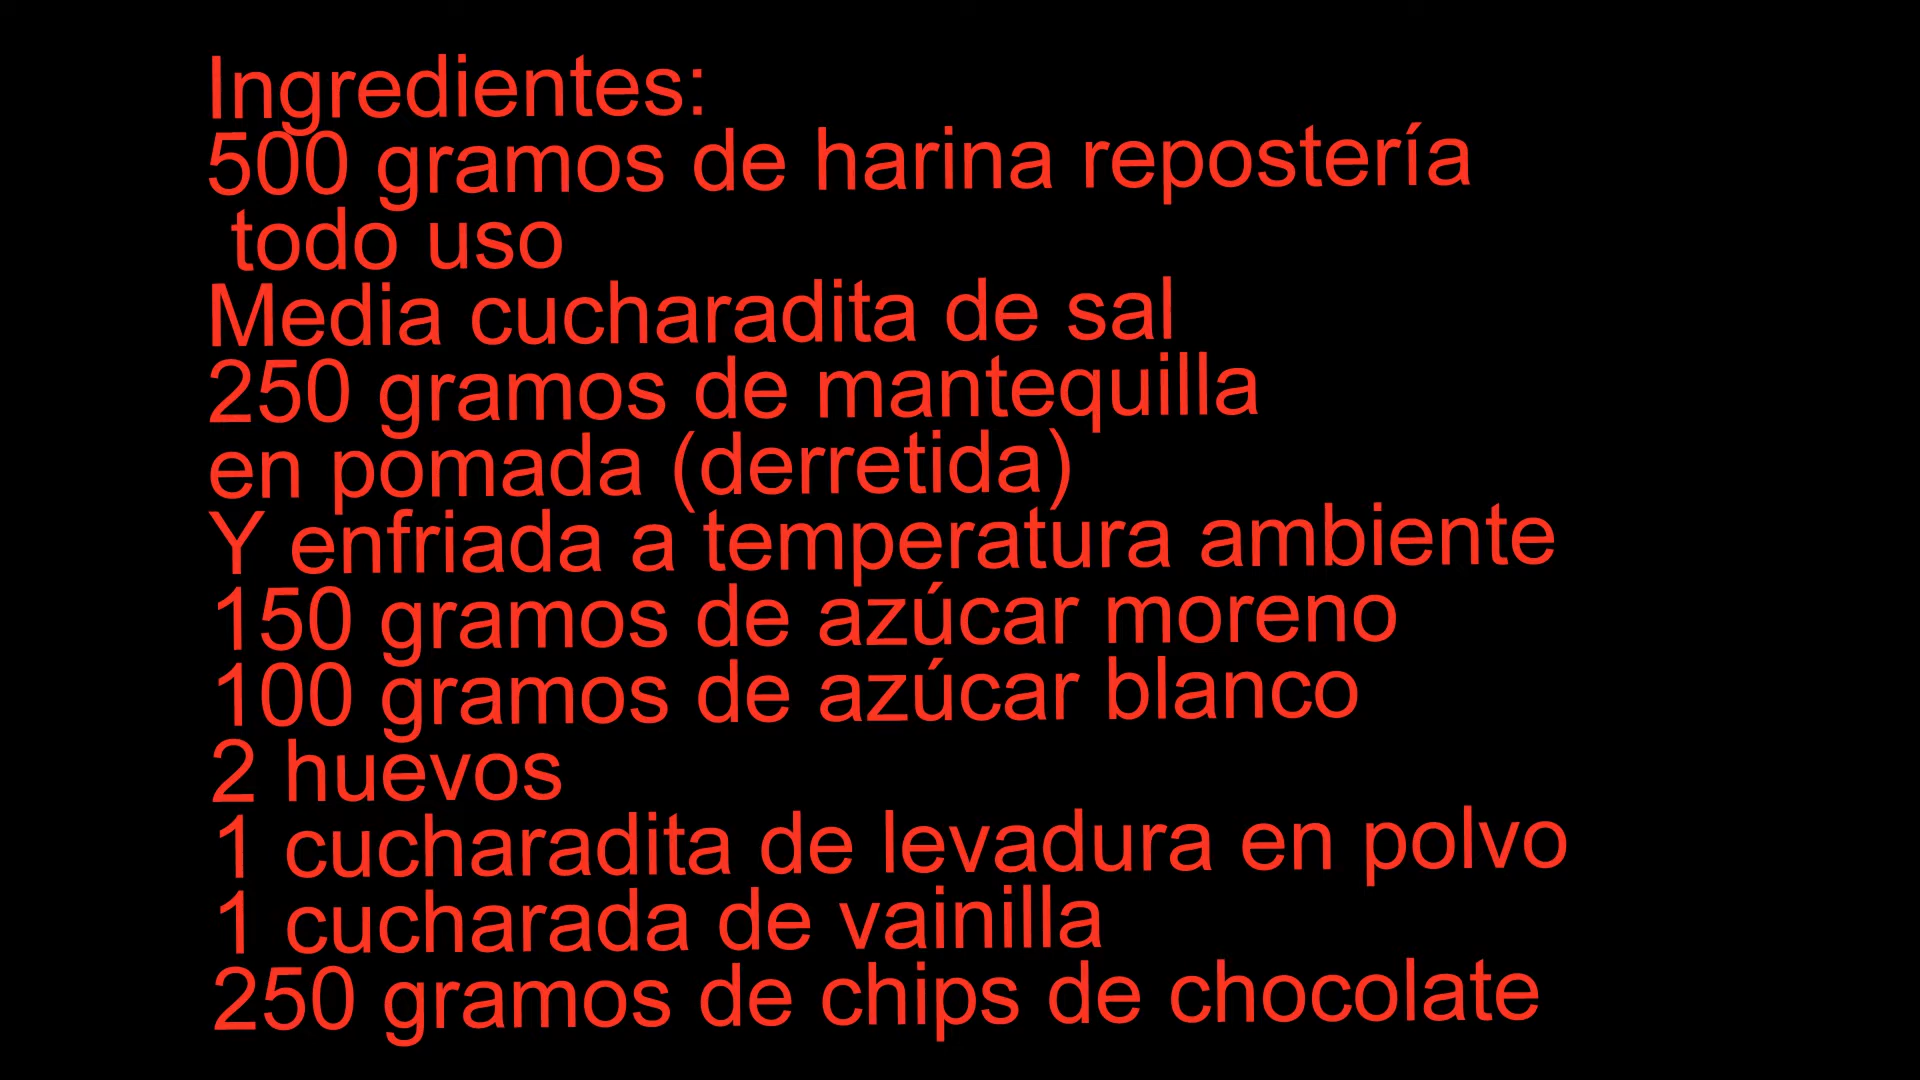 Ingredientes:
500 gramos de harina repostería
todo uso
Media cucharadita de sal
250 gramos de mantequilla
en pomada (derretida)
Y enfriada a temperatura ambiente
150 gramos de azúcar moreno
100 gramos de azúcar blanco
2 huevos
1 cucharadita de levadura en polvo
1 cucharada de vainilla
250 gramos de chips de chocolate